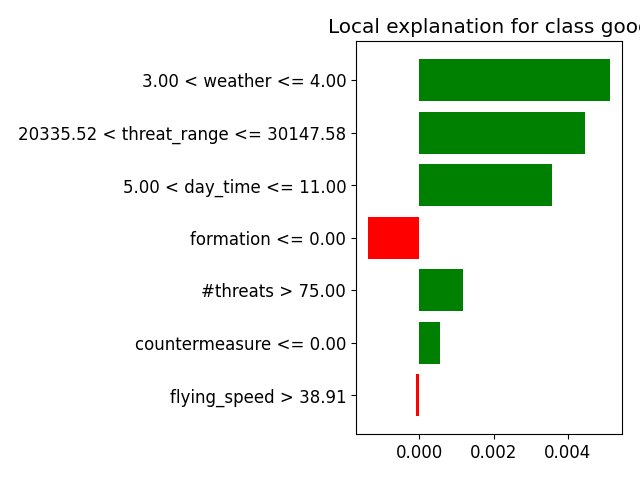 Local explanation for class goo
3.00 < weather <= 4.00
20335.52 < threat_range <= 30147.58
5.00 < day_time <= 11.00
formation <= 0.00
#threats > 75.00
countermeasure <= 0.00
flying_speed > 38.91
0.000 0.002 0.004